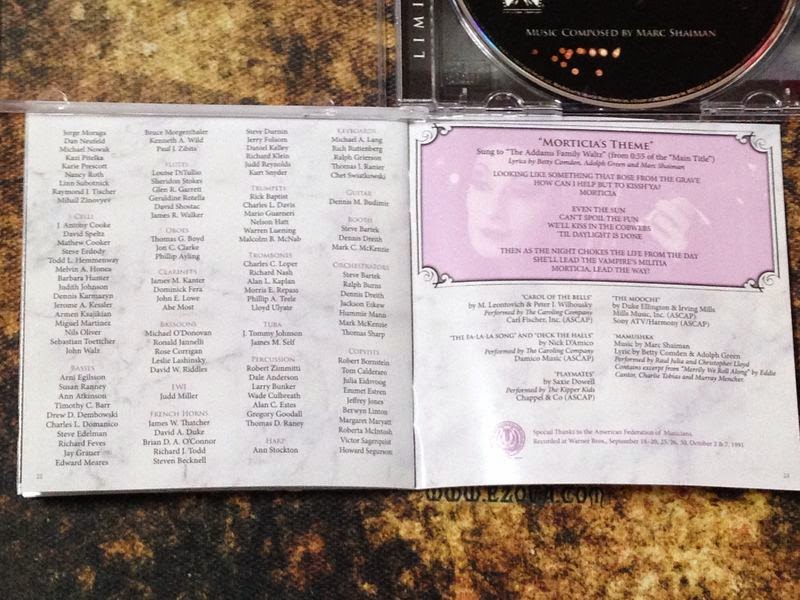 LIMI
MUSIC COMPOSED BY MARC SHAIMAN
Jorge Moraga
Dan Neufeld
Michael Nowak
Kazi Pitelka
Karie Prescott
Nancy Roth
Linn Subotnick
Raymond J. Tischer
Mihail Zinovyev
CELLI
J. Antony Cooke
David Speltz
Mathew Cooker
Steve Erdody
Todd L. Hemmenway
Melvin A. Honea
Barbara Hunter
Judith Johnson
Dennis Karmazyn
Jerome A. Kessler
Armen Ksajikian
Miguel Martinez
Nils Oliver
Sebastian Toettcher
John Walz
BASSES
Arni Egilsson
Susan Ranney
Ann Atkinson
Timothy C. Barr
Drew D. Dembowski
Charles L. Domanico
Steve Edelman
Richard Feves
Jay Grauer
Edward Meares
22
Bruce Morgenthaler
Kenneth A. Wild
Paul J. Zibits
FLUTES
Louise DiTullio
Sheridon Stokes
Glen R. Garrett
Geraldine Rotella
David Shostac
James R. Walker
OBOES
Thomas G. Boyd
Jon C. Clarke
Phillip Ayling
CLARINETS
James M. Kanter
Dominick Fera
John E. Lowe
Abe Most
BASSOONS
Michael O'Donovan
Ronald Jannelli
Rose Corrigan
Leslie Lashinsky,
David W. Riddles
EWI
Judd Miller
FRENCH HORNS
James W. Thatcher
David A. Duke
Brian D. A. O'Connor
Richard J. Todd
Steven Becknell
Steve Durnin
Jerry Folsom
Daniel Kelley
Richard Klein
Judd Reynolds
Kurt Snyder
TRUMPETS
Rick Baptist
Charles L. Davis
Mario Guarneri
Nelson Hatt
Warren Luening
Malcolm B. McNab
TROMBONES
Charles C. Loper
Richard Nash
Alan L. Kaplan
Morris E. Repass
Phillip A. Teele
Lloyd Ulyate
TUBA
J. Tommy Johnson
James M. Self
PERCUSSION
Robert Zimmitti
Dale Anderson
Larry Bunker
Wade Culbreath
Alan C. Estes
Gregory Goodall
Thomas D. Raney
HARP
Ann Stockton
KEYBOARDS
Michael A. Lang
Rich Ruttenberg
Ralph Grierson
Thomas J. Ranier
Chet Swiatkowski
GUITAR
Dennis M. Budimir
BOOTH
Steve Bartek
Dennis Dreith
Mark C. McKenzie
ORCHESTRATORS
Steve Bartek
Ralph Burns
Dennis Dreith
Jackson Eskew
Hummie Mann
Mark McKenzie
Thomas Sharp
COPYISTS
Robert Bornstein
Tom Calderaro
Julia Eidsvoog
Emmet Estren
Jeffrey Jones
Berwyn Linton
Margaret Maryatt
Roberta McIntosh
Victor Sagerquist
Howard Segurson
"MORTICIA'S THEME"
Sung to "The Addams Family Waltz" (from 0:55 of the "Main Title")
Lyrics by Betty Comden, Adolph Green and Marc Shaiman
LOOKING LIKE SOMETHING THAT ROSE FROM THE GRAVE
HOW CAN I HELP BUT TO KISSH'YA?
MORTICIA
EVEN THE SUN
CAN'T SPOIL THE FUN
WE'LL KISS IN THE COBWEBS
'TIL DAYLIGHT IS DONE
THEN AS THE NIGHT CHOKES THE LIFE FROM THE DAY
SHE'LL LEAD THE VAMPIRE'S MILITIA
MORTICIA, LEAD THE WAY!
"CAROL OF THE BELLS"
by M. Leontovich & Peter J. Wilhousky
Performed by The Caroling Company
Carl Fischer, Inc. (ASCAP)
"THE FA-LA-LA SONG" AND "DECK THE HALLS"
by Nick D'Amico
Performed by The Caroling Company
Damico Music (ASCAP)
"PLAYMATES"
by Saxie Dowell
Performed by The Kipper Kids
Chappel & Co (ASCAP)
"THE MOOCHE"
by Duke Ellington & Irving Mills
Mills Music, Inc. (ASCAP)
Sony ATV/Harmony (ASCAP)
"MAMUSHKA"
Music by Marc Shaiman
Lyric by Betty Comden & Adolph Green
Performed by Raul Julia and Christopher Lloyd
Contains excerpt from "Merrily We Roll Along" by Eddie
Cantor, Charlie Tobias and Murray Mencher.
Special Thanks to the American Federation of Musicians.
Recorded at Warner Bros., September 18-20, 25, 26, 30, October 2 & 7, 1991
23
WWW.EZOLA.COM